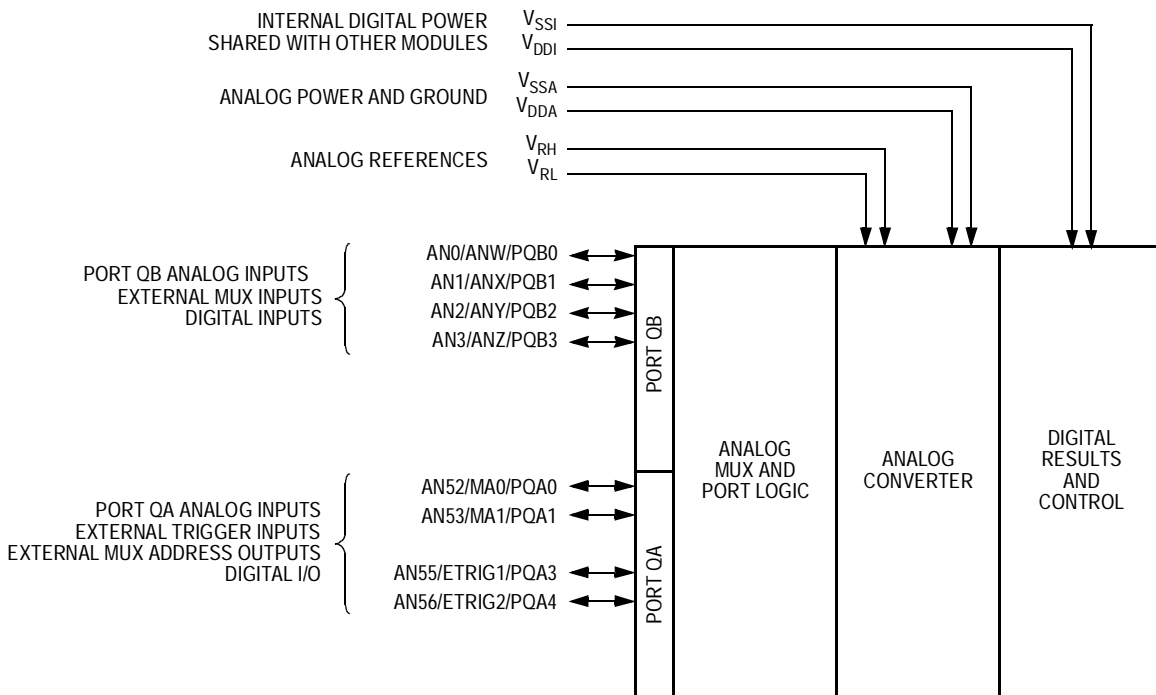 INTERNAL DIGITAL POWER
SHARED WITH OTHER MODULES
VSSI
VDDI
ANALOG POWER AND GROUND
VSSA
VDDA
ANALOG REFERENCES
VRH
VRL
PORT QB ANALOG INPUTS
EXTERNAL MUX INPUTS
DIGITAL INPUTS
AN0/ANW/PQB0
AN1/ANX/PQB1
AN2/ANY/PQB2
AN3/ANZ/PQB3
PORT QB
PORT QA ANALOG INPUTS
EXTERNAL TRIGGER INPUTS
EXTERNAL MUX ADDRESS OUTPUTS
DIGITAL I/O
AN52/MA0/PQA0
AN53/MA1/PQA1
AN55/ETRIG1/PQA3
AN56/ETRIG2/PQA4
PORT QA
ANALOG
MUX AND
PORT LOGIC
ANALOG
CONVERTER
DIGITAL
RESULTS
AND
CONTROL